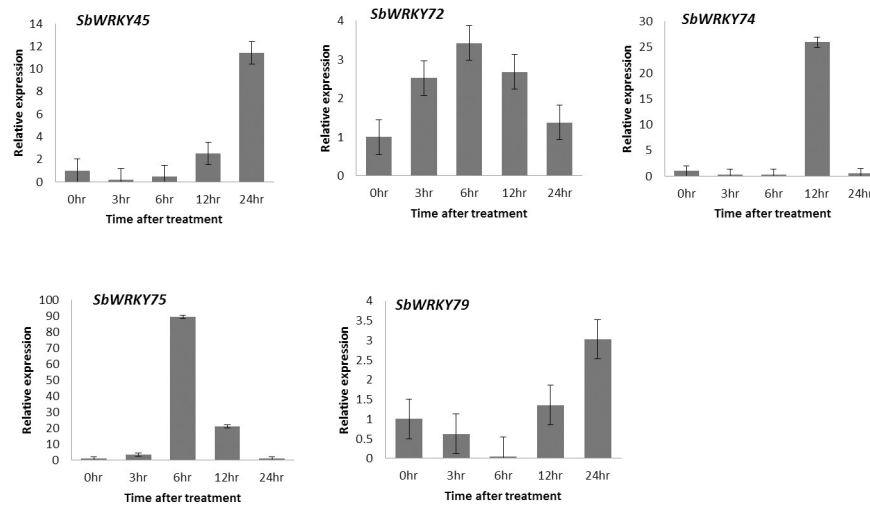 SbWRKY45
Relative expression
14
12
10
8
6
4
2
0
0hr 3hr 6hr 12hr 24hr
Time after treatment
SbWRKY72
Relative expression
4
3
2
1
0
0hr 3hr 6hr 12hr 24hr
Time after treatment
SbWRKY74
Relative expression
30
25
20
15
10
5
0
0hr 3hr 6hr 12hr 24hr
Time after treatment
SbWRKY75
Relative expression
100
90
80
70
60
50
40
30
20
10
0
0hr 3hr 6hr 12hr 24hr
Time after treatment
SbWRKY79
Relative expression
4
3.5
3
2.5
2
1.5
1
0.5
0
0hr 3hr 6hr 12hr 24hr
Time after treatment